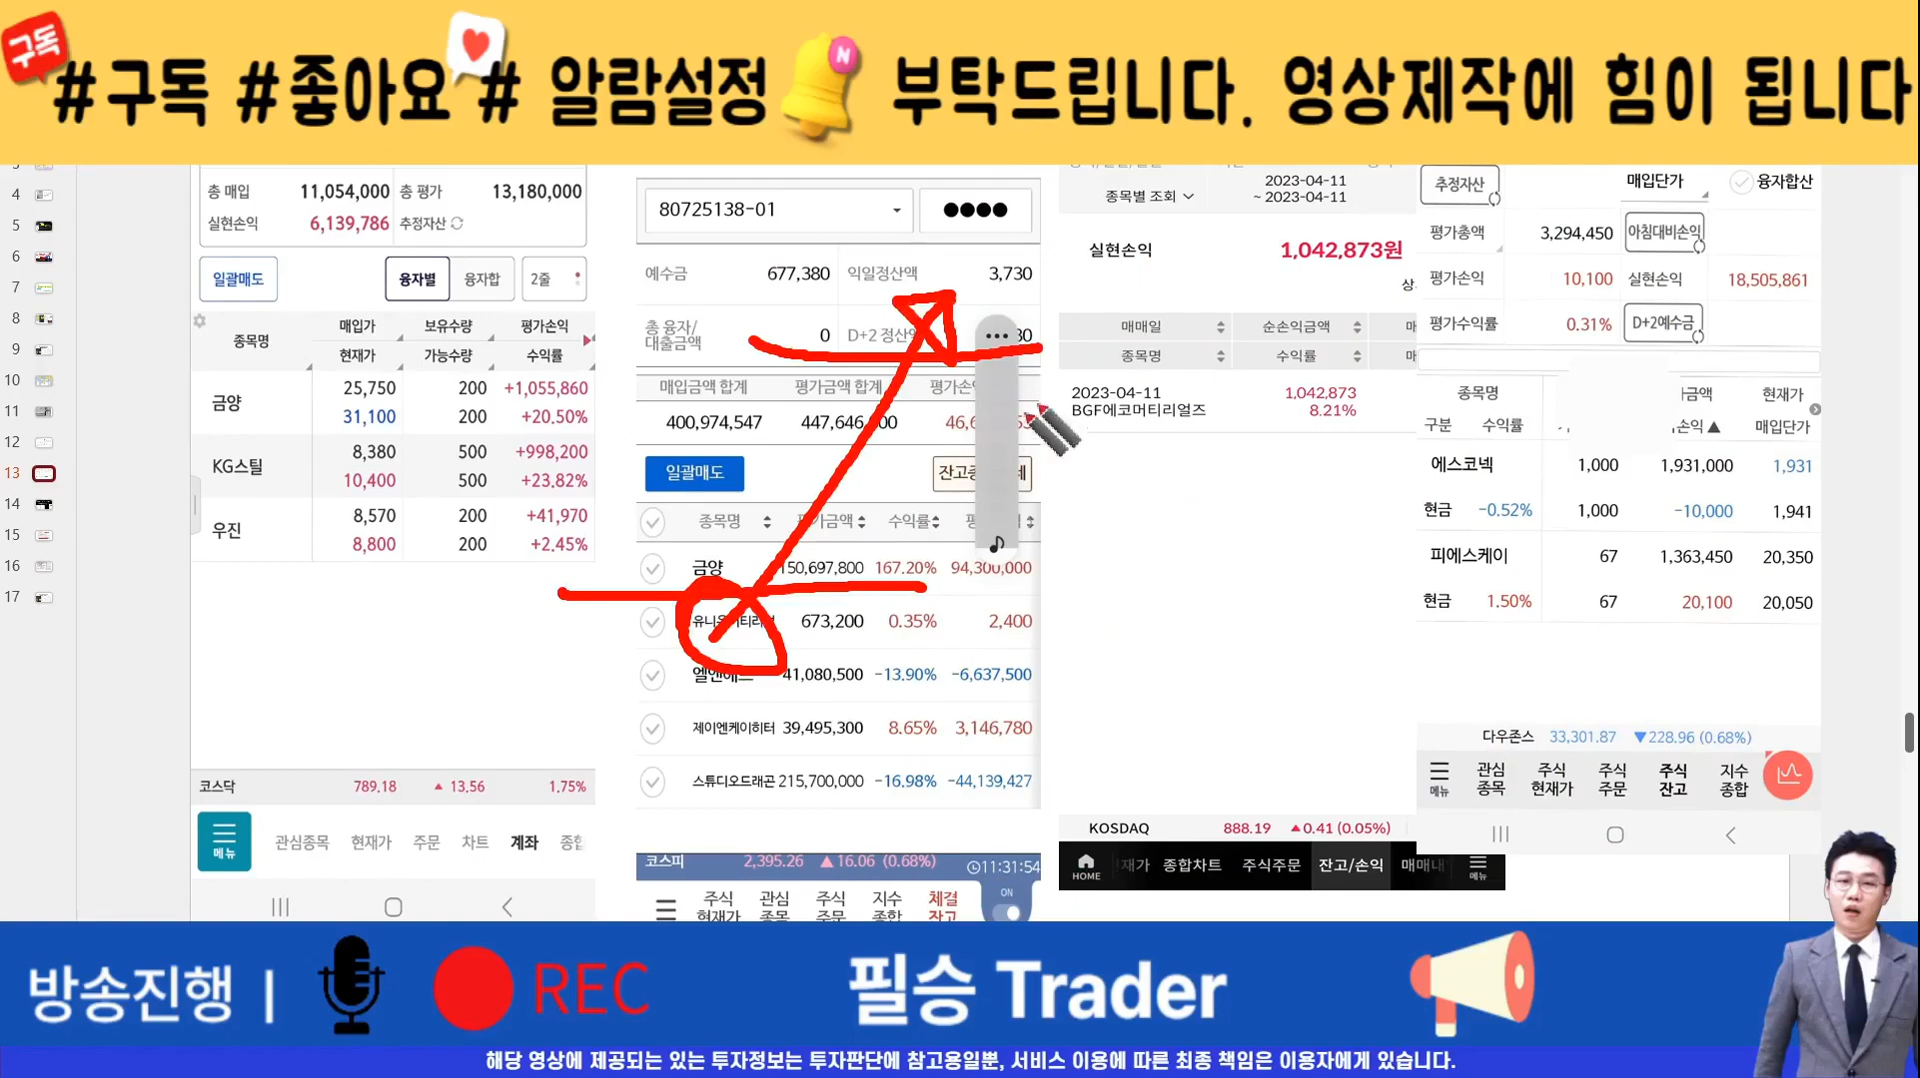 구독
#구독 #좋아요 # 알람설정 N 부탁드립니다. 영상제작에 힘이 됩니다
4
5
6
7
8
9
10
11
12
13
14
15
16
17
총 매입 11,054,000 총 평가 13,180,000
실현손익 6,139,786 추정자산
일괄매도 융자별 융자합 2줄
종목명 매입가 보유수량 평가손익
현재가 가능수량 수익률
금양 25,750 200 +1,055,860
31,100 200 +20.50%
KG스틸 8,380 500 +998,200
10,400 500 +23.82%
우진 8,570 200 +41,970
8,800 200 +2.45%
코스닥 789.18 ▲ 13.56 1.75%
메뉴 관심종목 현재가 주문 차트 계좌
80725138-01
예수금 677,380 익일정산액 3,730
총 융자/
대출금액 0 D+2 정산
매입금액 합계 평가금액 합계
400,974,547
일괄매도
종목명 수익률
금양 150,697,800 167.20% 94,300,000
673,200 0.35% 2,400
41,080,500 -13.90% -6,637,500
제이엔케이히터 39,495,300 8.65% 3,146,780
스튜디오드래곤 215,700,000 -16.98% -44,139,427
코스피 2,395.26 ▲ 16.06 (0.68%) 11:31:54
주식 관심 주식 지수 체결 ON
현재가 종목 주문 종합 잔고
종목별 조회 2023-04-11
~ 2023-04-11
실현손익 1,042,873원
매매일 순손익금액
종목명 수익률
2023-04-11 1,042,873
BGF에코머티리얼즈 8.21%
KOSDAQ 888.19 ▲0.41 (0.05%)
HOME 종합차트 주식주문 잔고/손익 메뉴
추정자산 매입단가 융자합산
평가총액 3,294,450 아침대비손익
평가손익 10,100 실현손익 18,505,861
평가수익률 0.31% D+2예수금
종목명 현재가
구분 수익률 매입단가
에스코넥 1,000 1,931,000 1,931
현금 -0.52% 1,000 -10,000 1,941
피에스케이 67 1,363,450 20,350
현금 1.50% 67 20,100 20,050
다우존스 33,301.87 ▼228.96 (0.68%)
메뉴 관심 주식 주식 주식 지수
종목 현재가 주문 잔고 종합
방송진행 | REC 필승 Trader
해당 영상에 제공되는 있는 투자정보는 투자판단에 참고용일뿐, 서비스 이용에 따른 최종 책임은 이용자에게 있습니다.